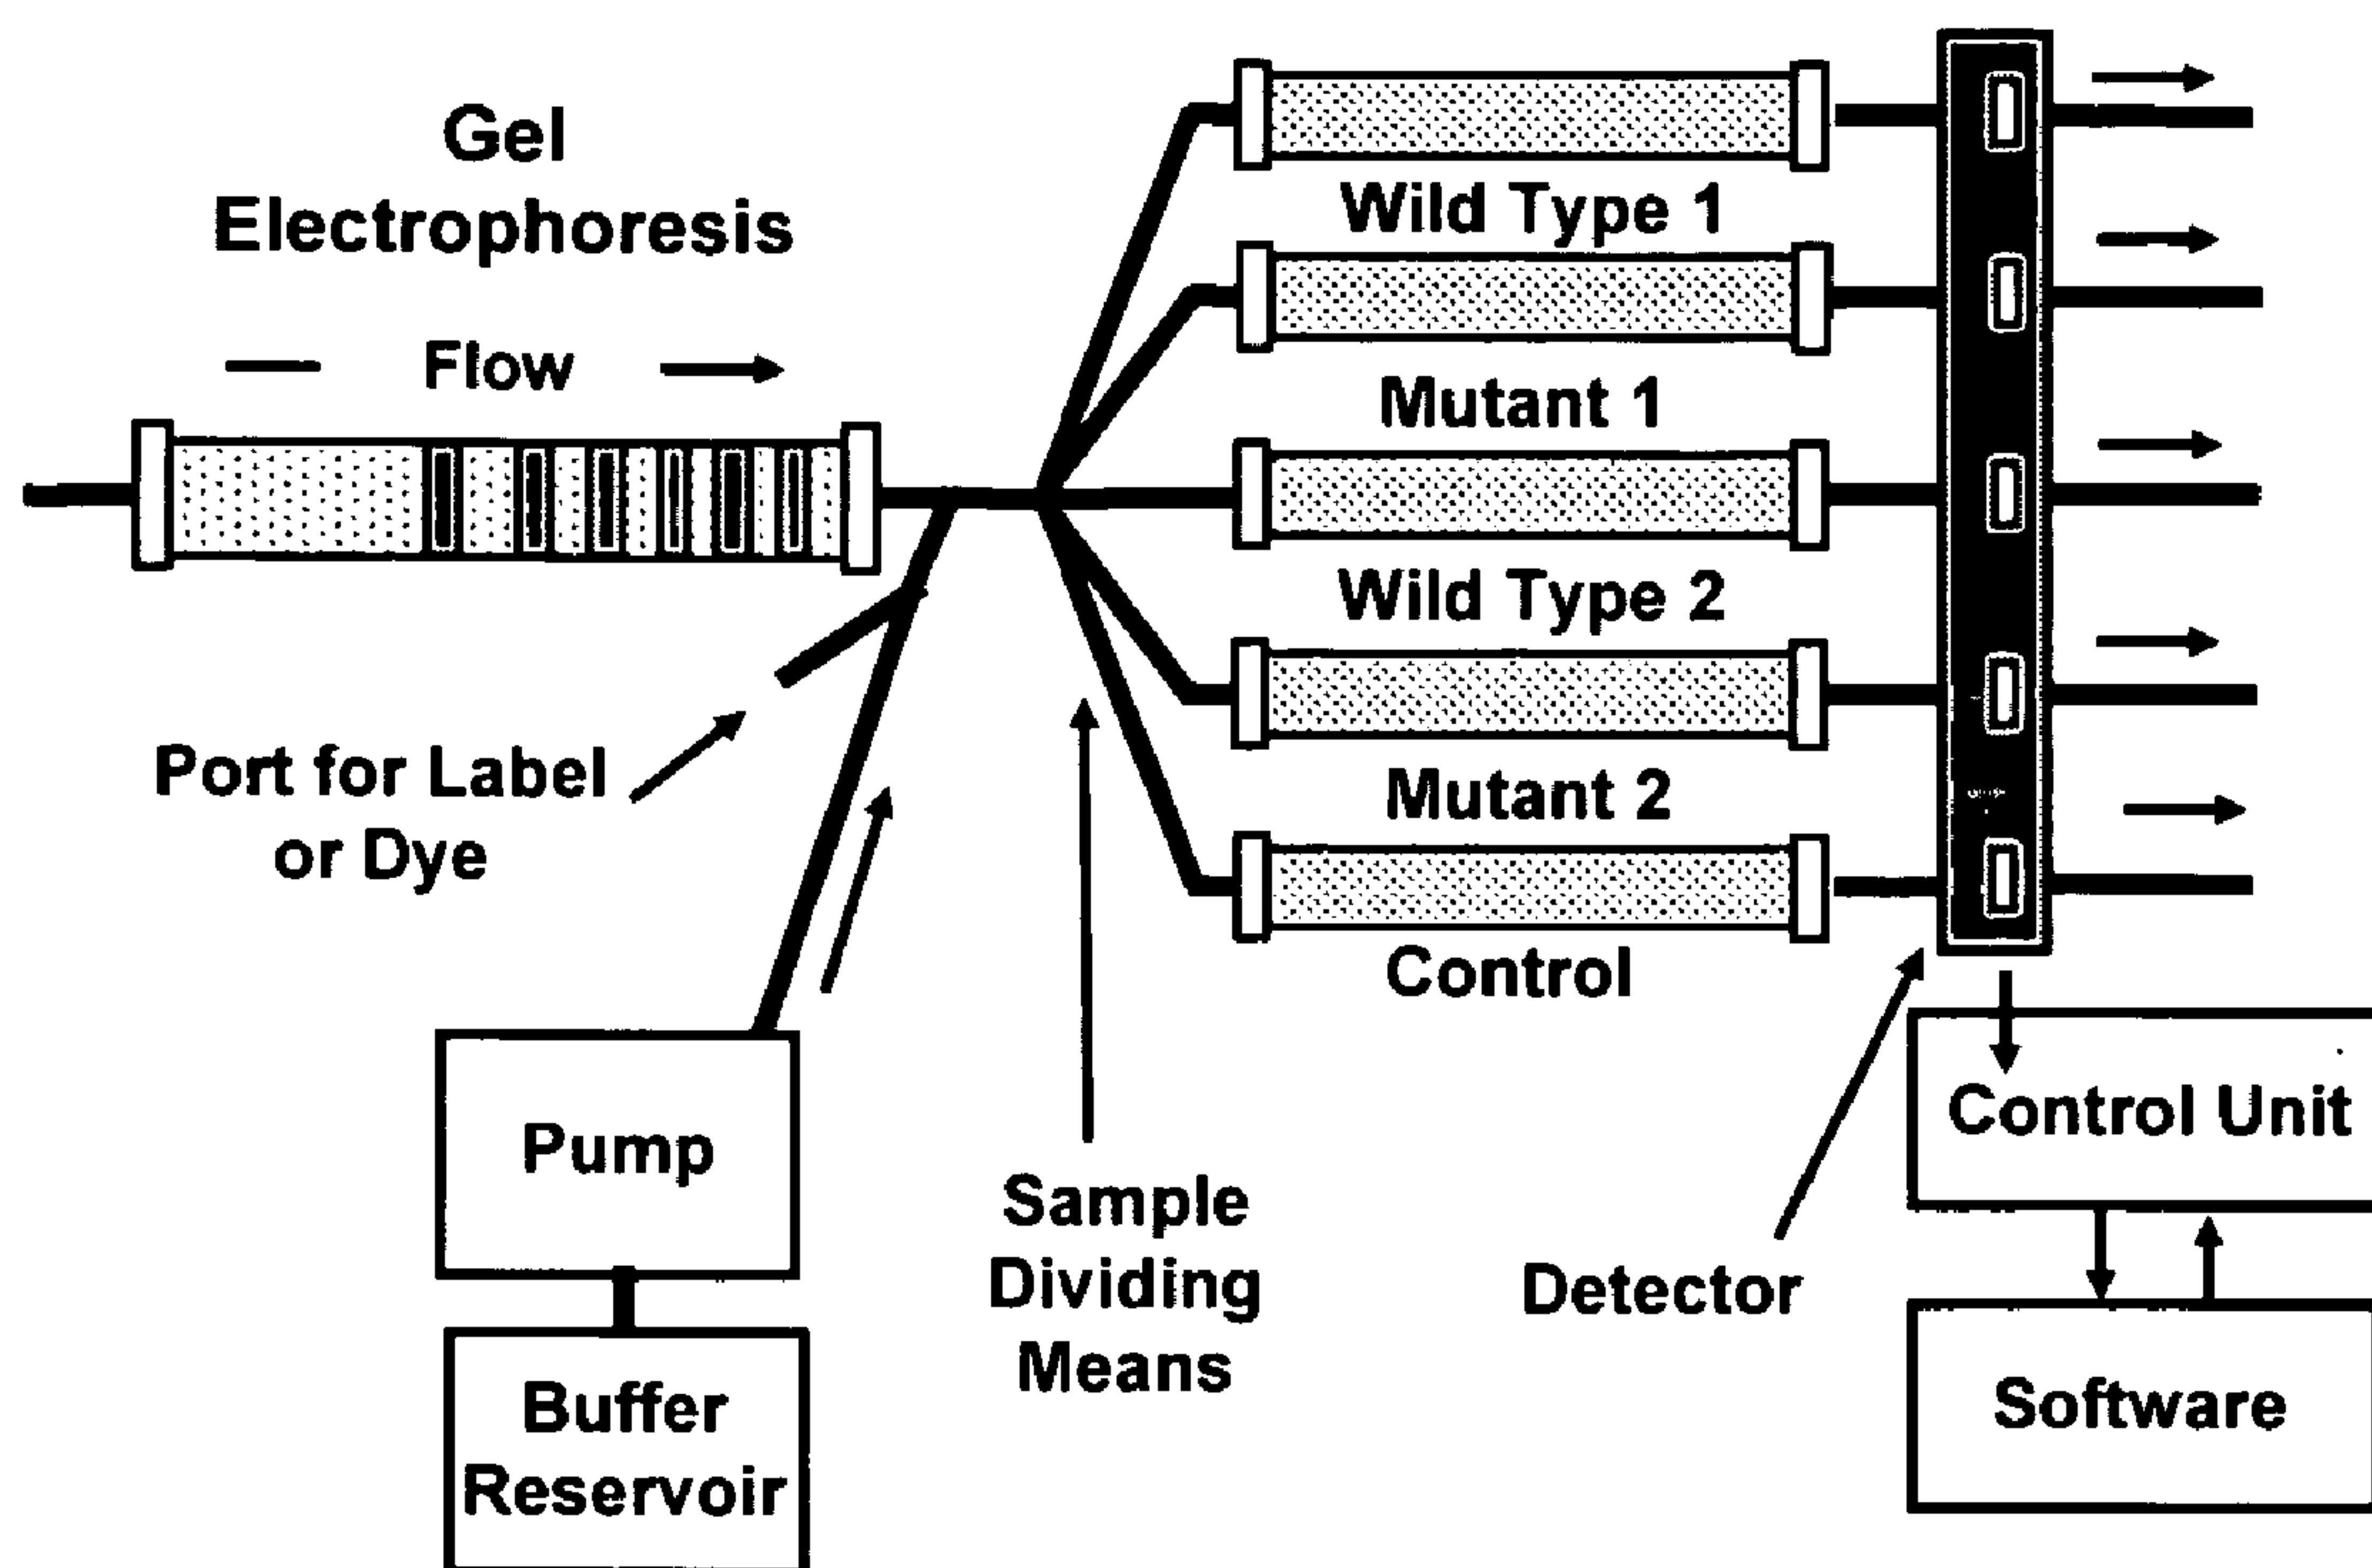 Gel
Electrophoresis
Flow
Wild Type 1
Mutant 1
Wild Type 2
Mutant 2
Control
Port for Label
or Dye
Pump
Buffer
Reservoir
Sample
Dividing
Means
Detector
Control Unit
Software